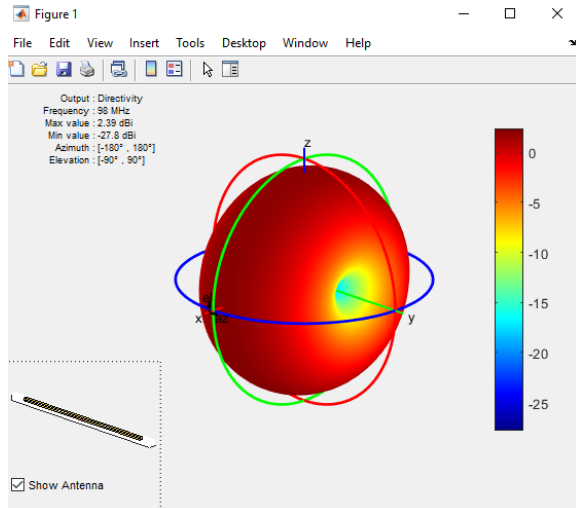 Figure 1
File Edit View Insert Tools Desktop Window Help
Output : Directivity
Frequency : 98 MHz
Max value : 2.39 dBi
Min value : -27.8 dBi
Azimuth : [-180° , 180°]
Elevation : [-90° , 90°]
z
0
-5
-10
-15
-20
-25
el
x az
y
Show Antenna